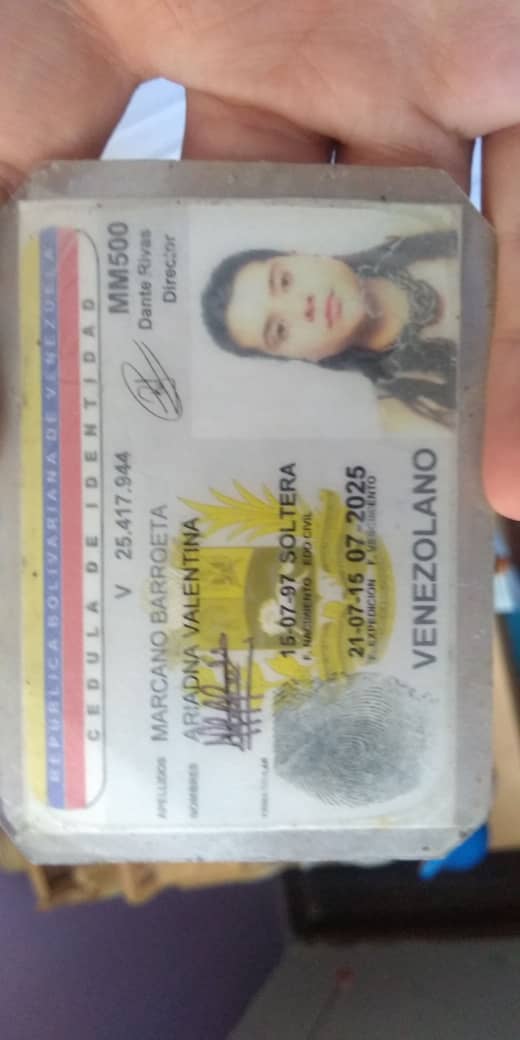 REPUBLICA BOLIVARIANA DE VENEZUELA
CEDULA DE IDENTIDAD
V 25.417.944
MM500
Dante Rivas
Director
APELLIDOS MARCANO BARROETA
NOMBRES ARIADNA VALENTINA
FIRMA TITULAR
15-07-97 SOLTERA
F. NACIMIENTO EDO CIVIL
21-07-15 07-2025
F. EXPEDICION F. VENCIMIENTO
VENEZOLANO